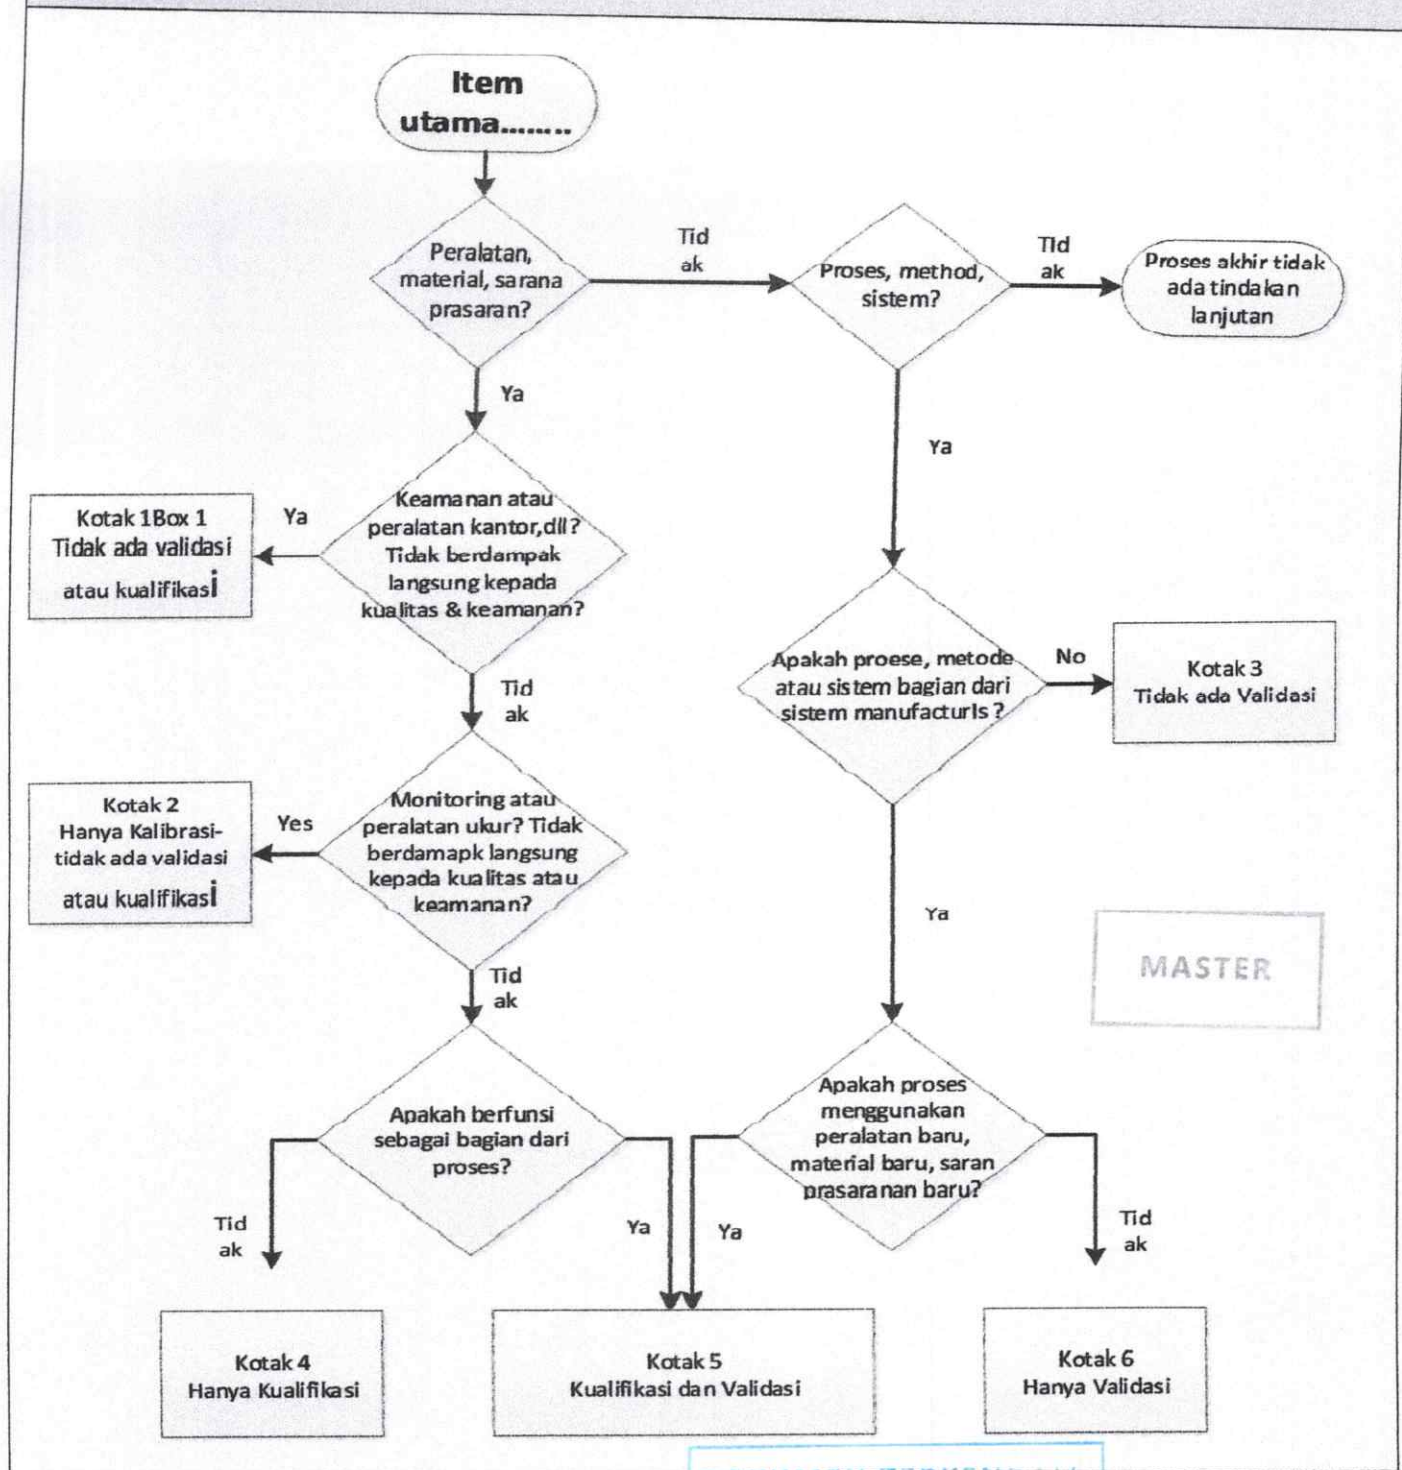 Item
utama........
Peralatan,
material, sarana
prasaran?
Tid
ak
Proses, method,
sistem?
Tid
ak
Proses akhir tidak
ada tindakan
lanjutan
Ya
Ya
Keamanan atau
peralatan kantor,dll?
Tidak berdampak
langsung kepada
kualitas & keamanan?
Ya
Kotak 1Box 1
Tidak ada validasi
atau kualifikasi
Tid
ak
Apakah proese, metode
atau sistem bagian dari
sistem manufacturIs ?
No
Kotak 3
Tidak ada Validasi
Monitoring atau
peralatan ukur? Tidak
berdamapk langsung
kepada kualitas atau
keamanan?
Yes
Kotak 2
Hanya Kalibrasi-
tidak ada validasi
atau kualifikasi
Ya
MASTER
Tid
ak
Apakah berfunsi
sebagai bagian dari
proses?
Apakah proses
menggunakan
peralatan baru,
material baru, saran
prasaranan baru?
Tid
ak
Ya
Ya
Tid
ak
Kotak 4
Hanya Kualifikasi
Kotak 5
Kualifikasi dan Validasi
Kotak 6
Hanya Validasi